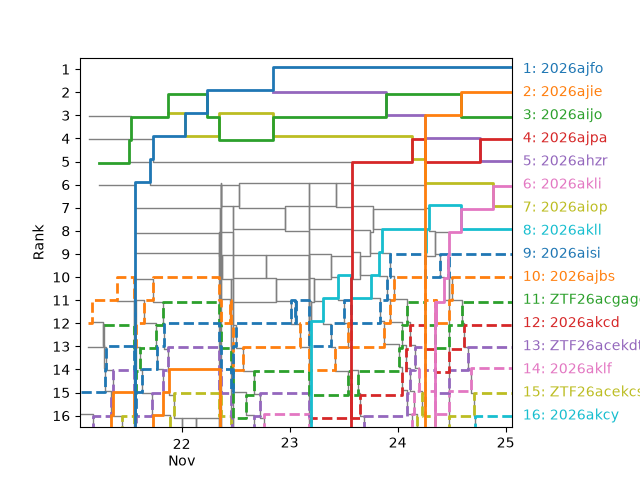 1: 2026ajfo
2: 2026ajie
3: 2026aijo
4: 2026ajpa
5: 2026ahzr
6: 2026akli
7: 2026aiop
8: 2026akll
9: 2026aisi
10: 2026ajbs
11: ZTF26acgag
12: 2026akcd
13: ZTF26acekdt
14: 2026aklf
15: ZTF26acekcs
16: 2026akcy
Rank
1
2
3
4
5
6
7
8
9
10
11
12
13
14
15
16
22
23
24
25
Nov